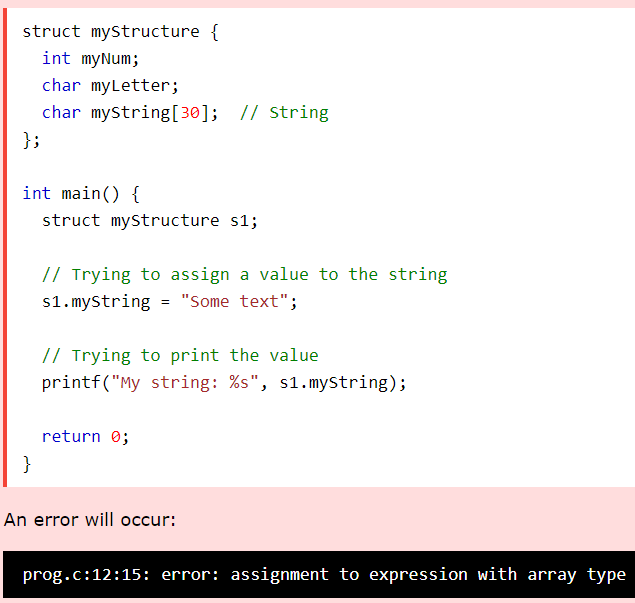 struct myStructure {
  int myNum;
  char myLetter;
  char myString[30];  // String
};

int main() {
  struct myStructure s1;

  // Trying to assign a value to the string
  s1.myString = "Some text";

  // Trying to print the value
  printf("My string: %s", s1.myString);

  return 0;
}
An error will occur:
prog.c:12:15: error: assignment to expression with array type